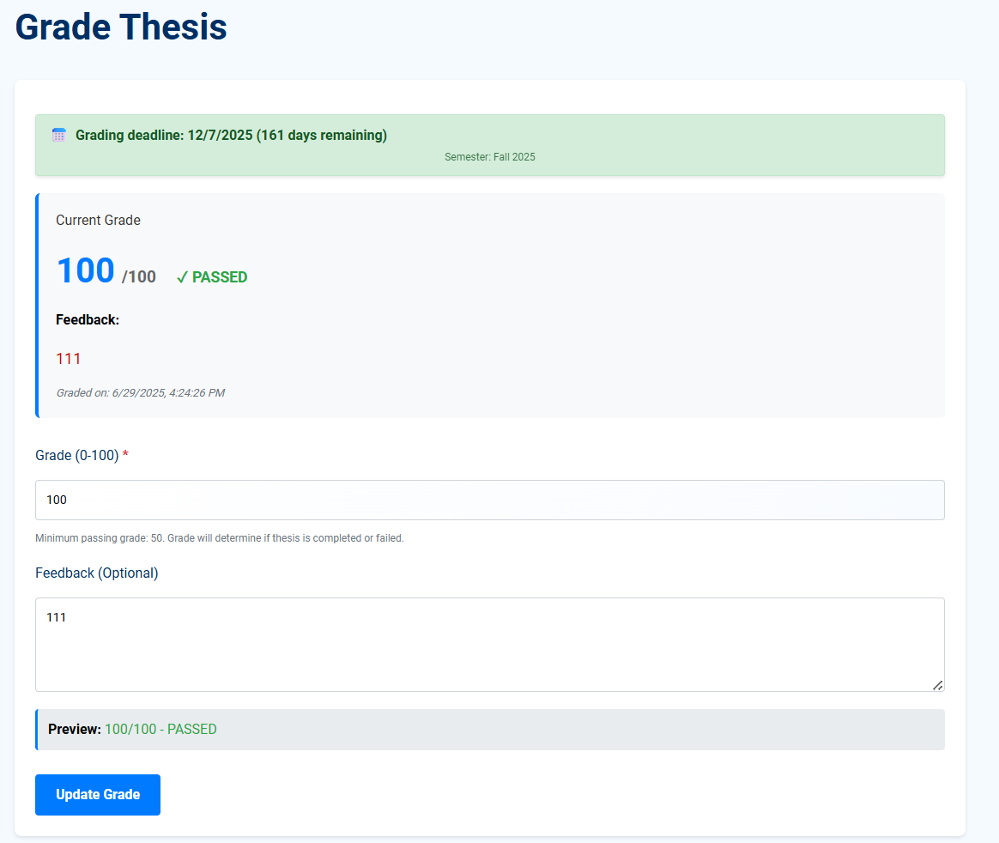 Grade Thesis
Grading deadline: 12/7/2025 (161 days remaining)
Semester: Fall 2025
Current Grade
100 /100 ✓ PASSED
Feedback:
111
Graded on: 6/29/2025, 4:24:26 PM
Grade (0-100) *
100
Minimum passing grade: 50. Grade will determine if thesis is completed or failed.
Feedback (Optional)
111
Preview: 100/100 - PASSED
Update Grade